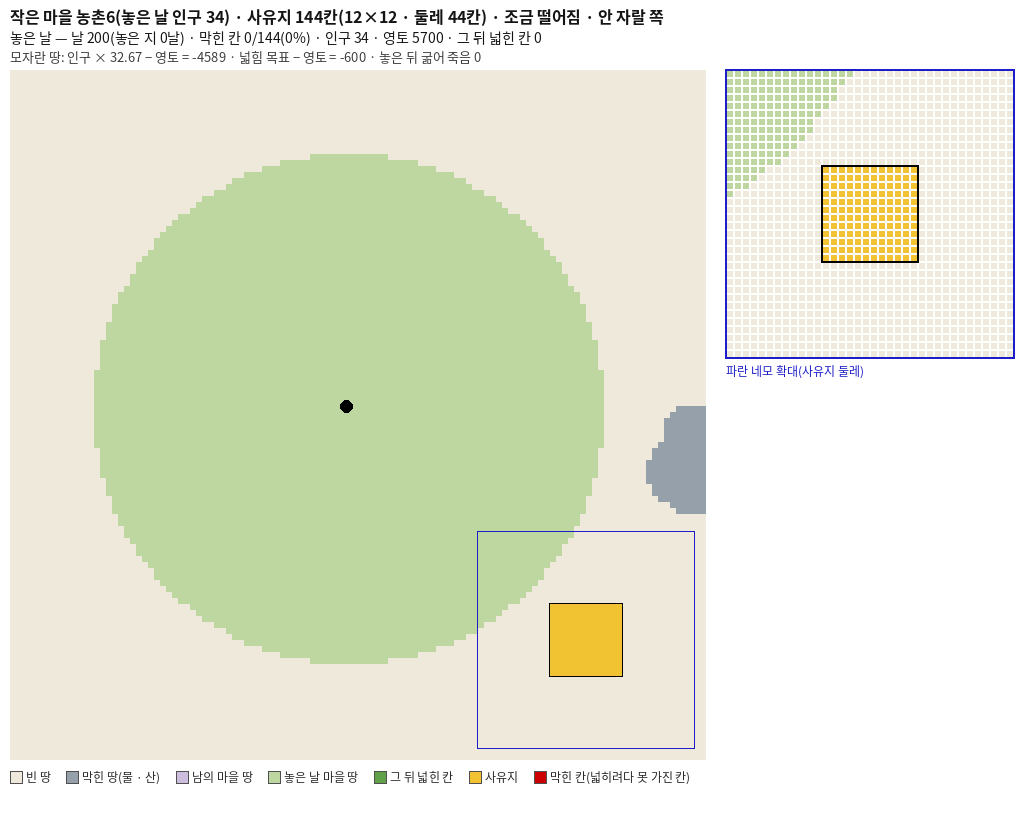 작은 마을 농촌6(놓은 날 인구 34) · 사유지 144칸(12×12 · 둘레 44칸) · 조금 떨어짐 · 안 자랄 쪽
놓은 날 — 날 200(놓은 지 0날) · 막힌 칸 0/144(0%) · 인구 34 · 영토 5700 · 그 뒤 넓힌 칸 0
모자란 땅: 인구 × 32.67 − 영토 = -4589 · 넓힘 목표 − 영토 = -600 · 놓은 뒤 굶어 죽음 0
파란 네모 확대(사유지 둘레)
빈 땅 막힌 땅(물 · 산) 남의 마을 땅 놓은 날 마을 땅 그 뒤 넓힌 칸 사유지 막힌 칸(넓히려다 못 가진 칸)